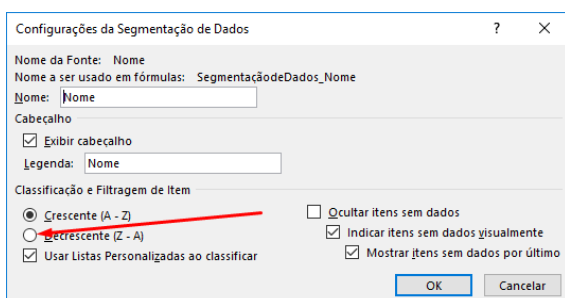 Configurações da Segmentação de Dados ? ×
Nome da Fonte: Nome
Nome a ser usado em fórmulas: SegmentaçãodeDados_Nome
Nome: Nome
Cabeçalho
Exibir cabeçalho
Legenda: Nome
Classificação e Filtragem de Item
Crescente (A - Z)
Decrescente (Z - A)
Usar Listas Personalizadas ao classificar
Ocultar itens sem dados
Indicar itens sem dados visualmente
Mostrar itens sem dados por último
OK Cancelar